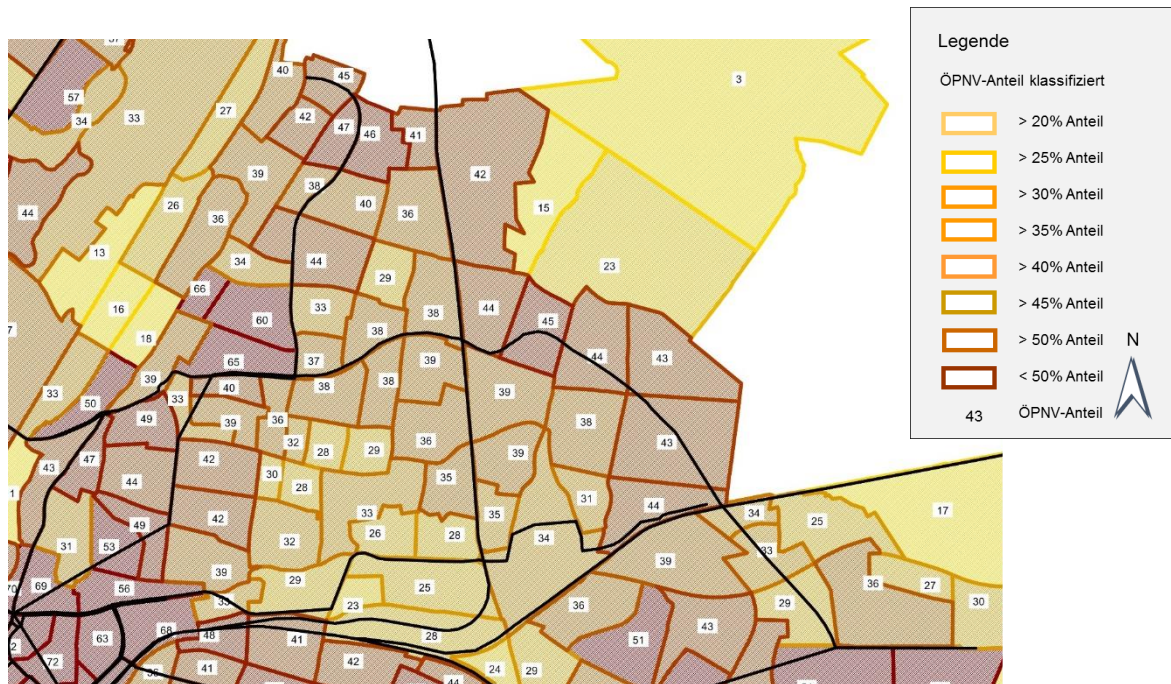 Legende
ÖPNV-Anteil klassifiziert
> 20% Anteil
> 25% Anteil
> 30% Anteil
> 35% Anteil
> 40% Anteil
> 45% Anteil
> 50% Anteil
< 50% Anteil
43 ÖPNV-Anteil
N
40 45 3
57
27 42 47 46 41
34 33
39 42
38
44 26 36 40 36 15
13 34 44 29 23
66
16 60 33 38 44 45
18 37 38 44 43
65 39
33 39 33 40 38 38 39
50
49 39 36 32 28 29 36 38 43
43 47 42 30 28 35 39
44 31 44
42 33 35 34 25 17
49 26 28 34
31 53 32 33
39 29 25 39 36 27
69 56 33 23 36 29 30
63 68 48 41 28 51 43
72 41 42 24 29
44